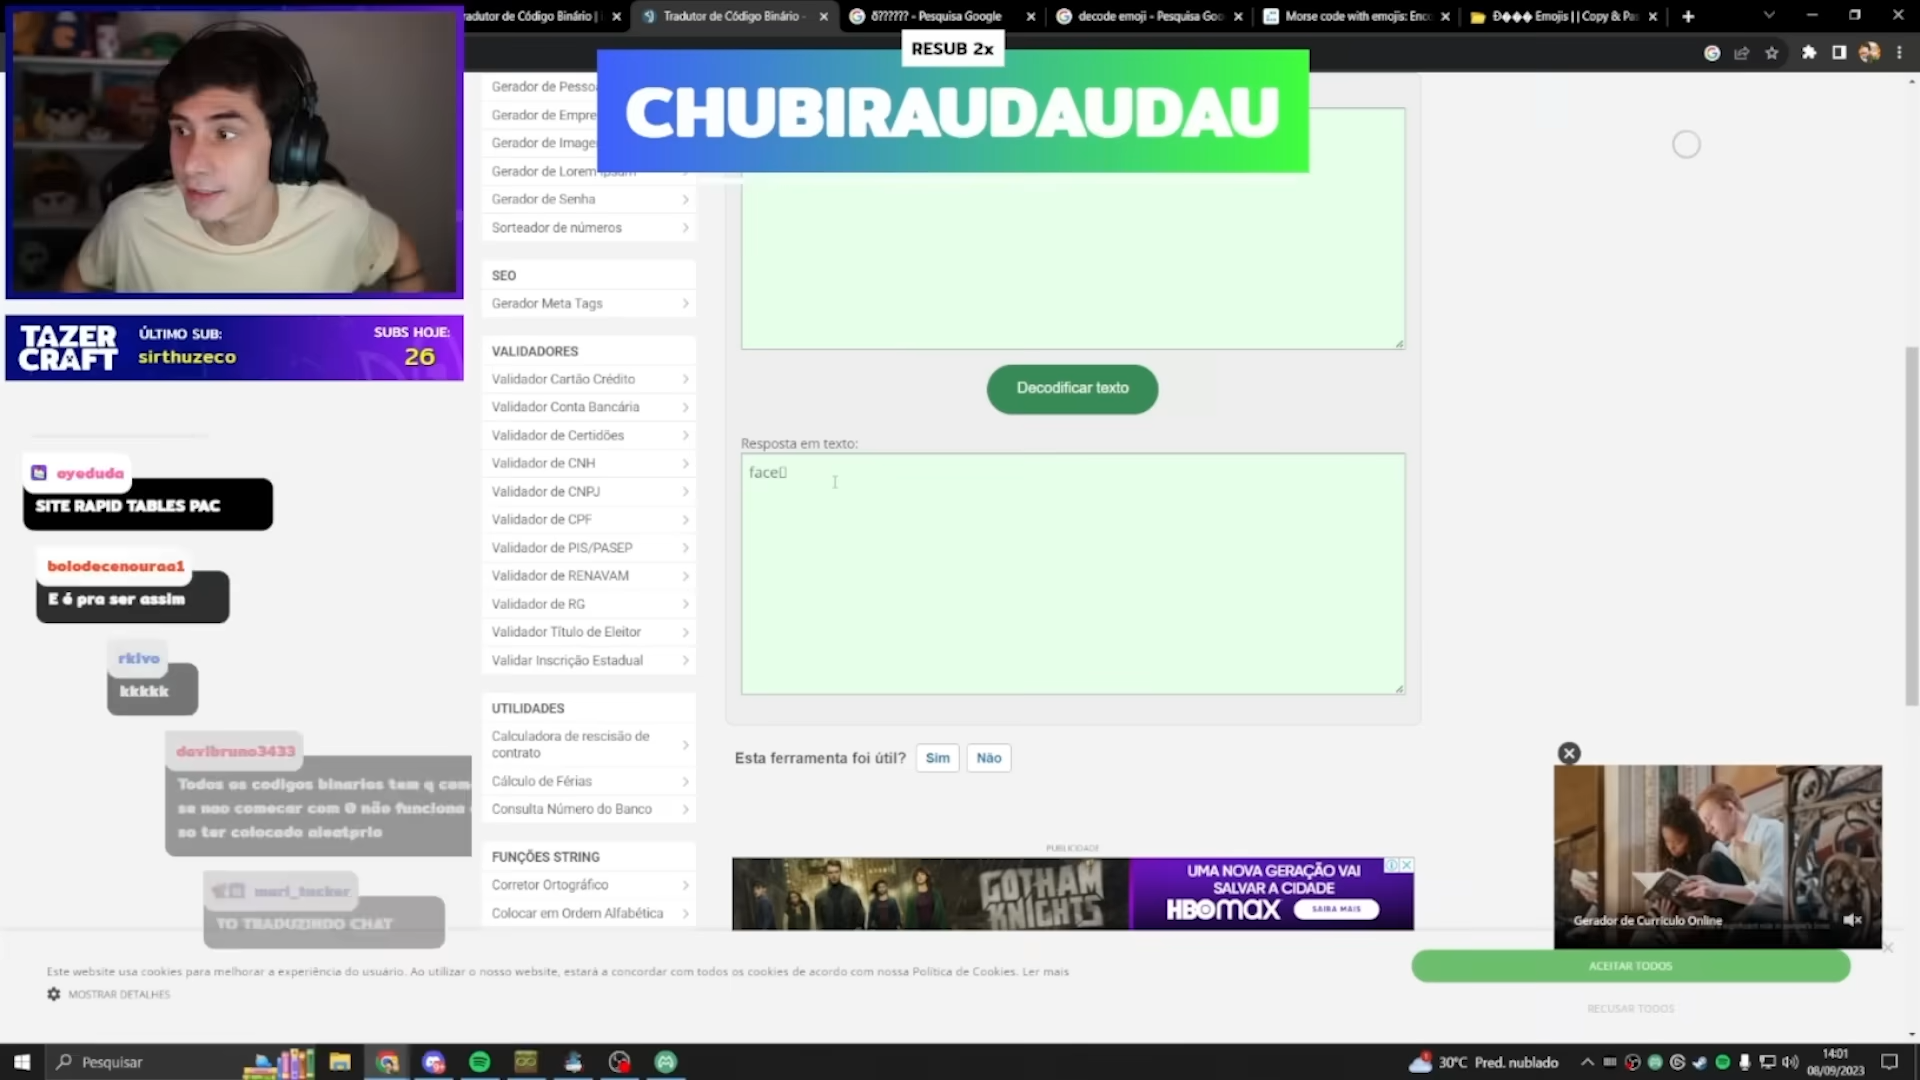 radutor de Código Binário |
Tradutor de Código Binário -
ð?????? - Pesquisa Google
decode emoji - Pesquisa Goo
Morse code with emojis: Enc
Ð��� Emojis || Copy & Pas
RESUB 2x
CHUBIRAUDAUDAU
Gerador de Pesso
Gerador de Empre
Gerador de Image
Gerador de Lorem Ipsum
Gerador de Senha
Sorteador de números
SEO
Gerador Meta Tags
VALIDADORES
Validador Cartão Crédito
Validador Conta Bancária
Validador de Certidões
Validador de CNH
Validador de CNPJ
Validador de CPF
Validador de PIS/PASEP
Validador de RENAVAM
Validador de RG
Validador Título de Eleitor
Validar Inscrição Estadual
UTILIDADES
Calculadora de rescisão de
contrato
Cálculo de Férias
Consulta Número do Banco
FUNÇÕES STRING
Corretor Ortográfico
Colocar em Ordem Alfabética
TAZER
CRAFT
ÚLTIMO SUB:
sirthuzeco
SUBS HOJE:
26
ayeduda
SITE RAPID TABLES PAC
bolodecenouraa1
E é pra ser assim
rkivo
kkkkk
davibruno3433
Todos os codigos binarios tem q com
se nao comecar com 0 não funciona
so ter colocado aleatprio
muri_tucker
TO TRADUZINDO CHAT
Decodificar texto
Resposta em texto:
face▯
Esta ferramenta foi útil?
Sim
Não
PUBLICIDADE
GOTHAM
KNIGHTS
UMA NOVA GERAÇÃO VAI
SALVAR A CIDADE
HBOMAX
SAIBA MAIS
Gerador de Currículo Online
Este website usa cookies para melhorar a experiência do usuário. Ao utilizar o nosso website, estará a concordar com todos os cookies de acordo com nossa Política de Cookies. Ler mais
MOSTRAR DETALHES
ACEITAR TODOS
RECUSAR TODOS
Pesquisar
30°C Pred. nublado
14:01
08/09/2023